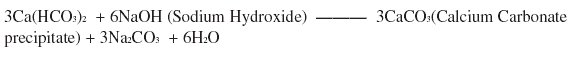 3Ca(HCO₃)₂ + 6NaOH (Sodium Hydroxide) ——— 3CaCO₃(Calcium Carbonate
precipitate) + 3Na₂CO₃ + 6H₂O